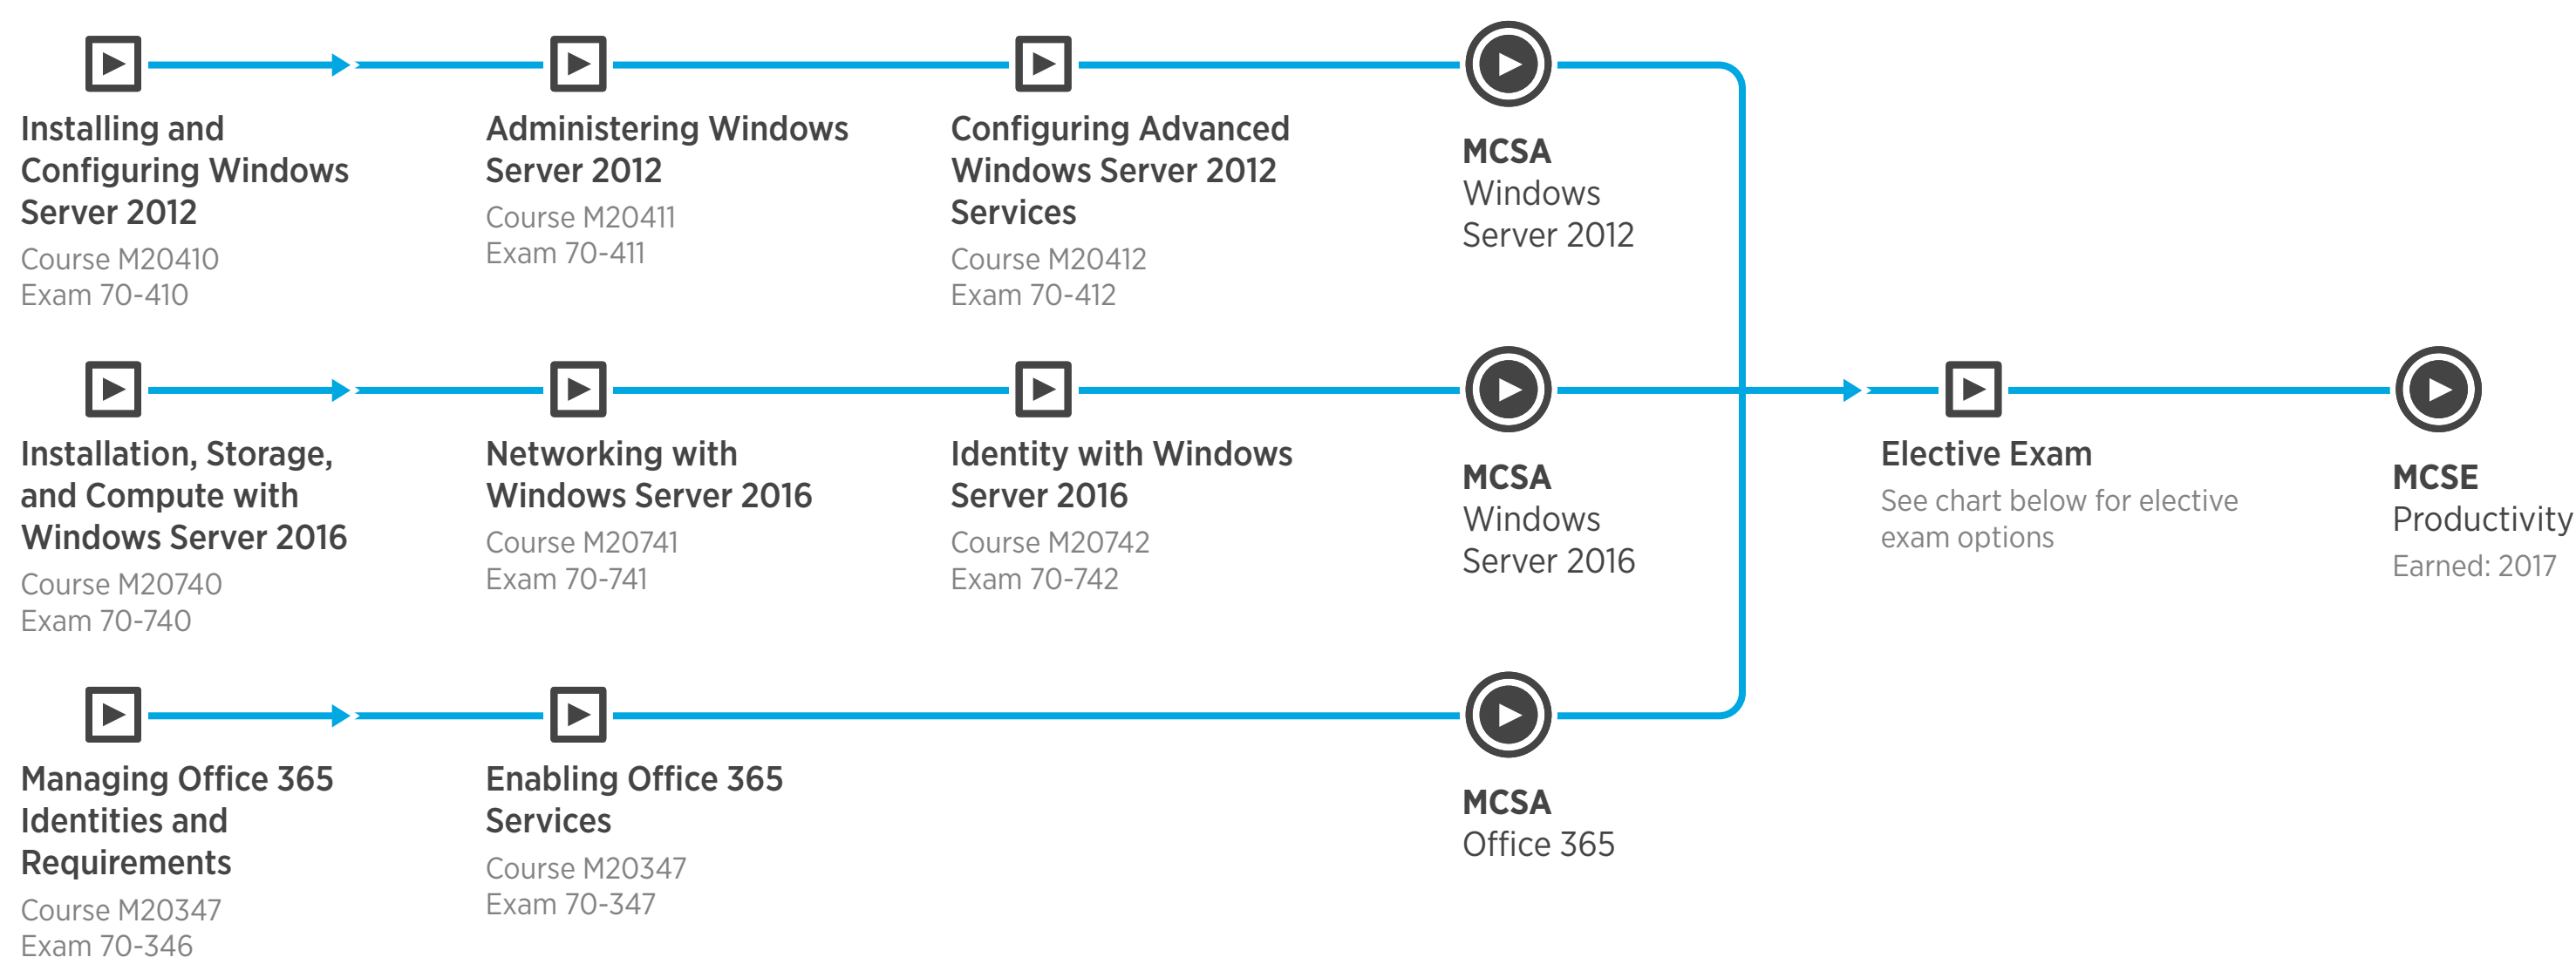 Installing and
Configuring Windows
Server 2012
Course M20410
Exam 70-410
Administering Windows
Server 2012
Course M20411
Exam 70-411
Configuring Advanced
Windows Server 2012
Services
Course M20412
Exam 70-412
MCSA
Windows
Server 2012
Installation, Storage,
and Compute with
Windows Server 2016
Course M20740
Exam 70-740
Networking with
Windows Server 2016
Course M20741
Exam 70-741
Identity with Windows
Server 2016
Course M20742
Exam 70-742
MCSA
Windows
Server 2016
Elective Exam
See chart below for elective
exam options
MCSE
Productivity
Earned: 2017
Managing Office 365
Identities and
Requirements
Course M20347
Exam 70-346
Enabling Office 365
Services
Course M20347
Exam 70-347
MCSA
Office 365